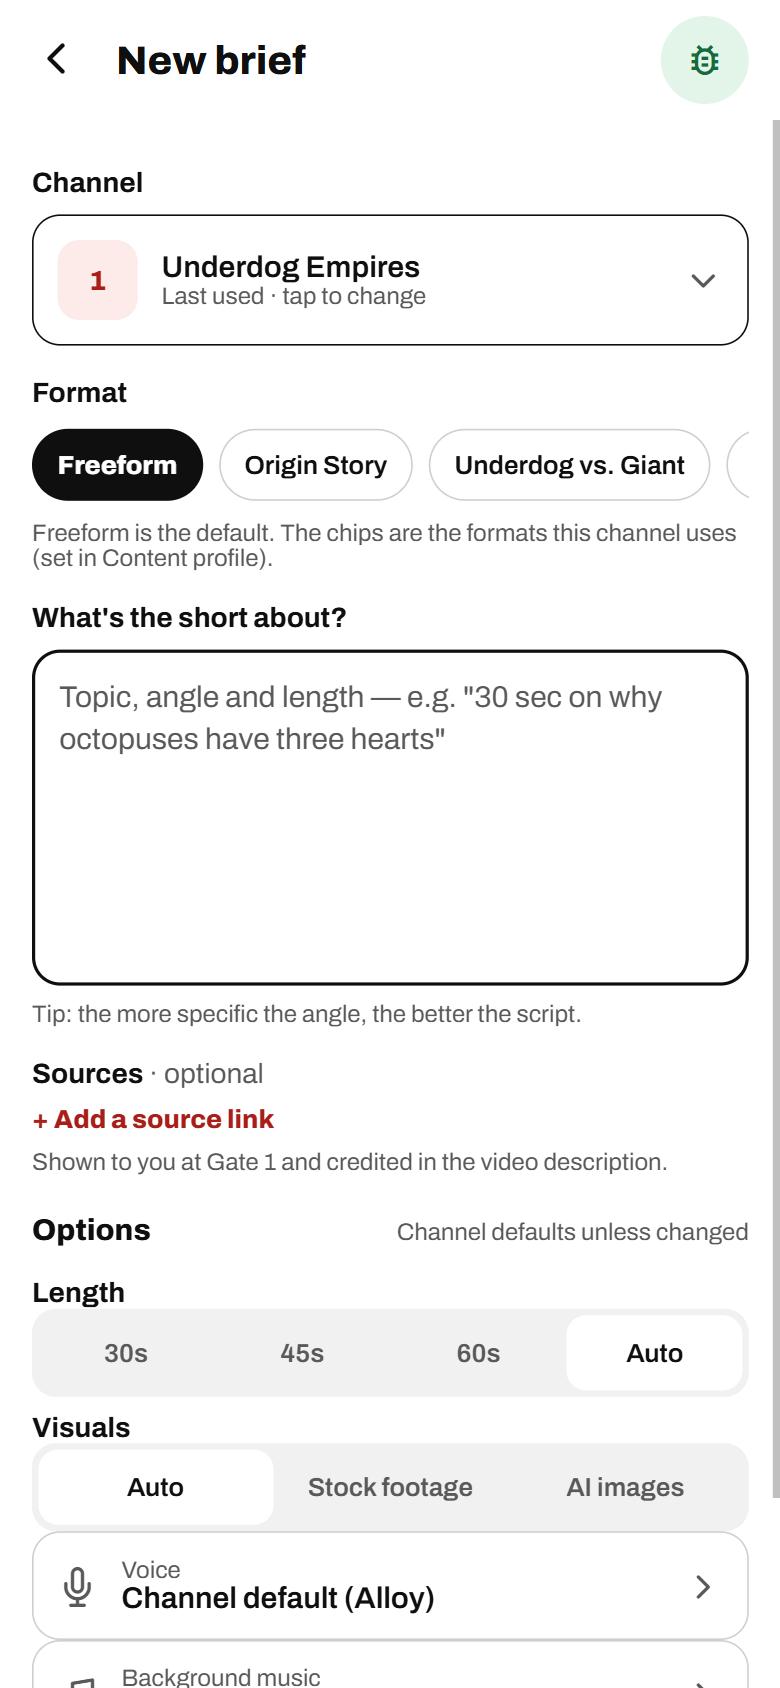 New brief
Channel
1
Underdog Empires
Last used · tap to change
Format
Freeform
Origin Story
Underdog vs. Giant
Freeform is the default. The chips are the formats this channel uses
(set in Content profile).
What's the short about?
Topic, angle and length — e.g. "30 sec on why
octopuses have three hearts"
Tip: the more specific the angle, the better the script.
Sources · optional
+ Add a source link
Shown to you at Gate 1 and credited in the video description.
Options
Channel defaults unless changed
Length
30s
45s
60s
Auto
Visuals
Auto
Stock footage
AI images
Voice
Channel default (Alloy)
Background music